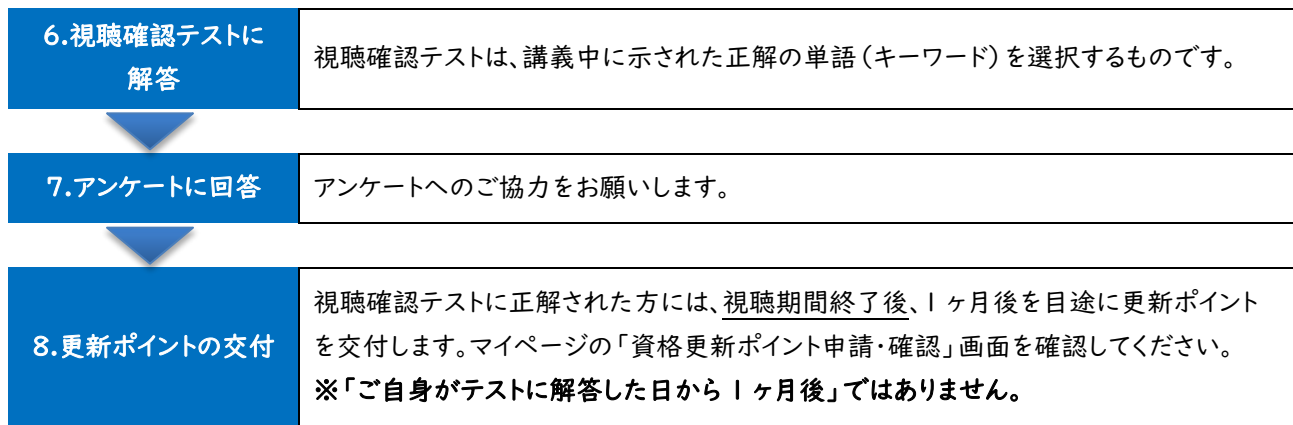 6.視聴確認テストに
解答
視聴確認テストは、講義中に示された正解の単語(キーワード)を選択するものです。
7.アンケートに回答
アンケートへのご協力をお願いします。
8.更新ポイントの交付
視聴確認テストに正解された方には、視聴期間終了後、1ヶ月後を目途に更新ポイント
を交付します。マイページの「資格更新ポイント申請・確認」画面を確認してください。
※「ご自身がテストに解答した日から1ヶ月後」ではありません。